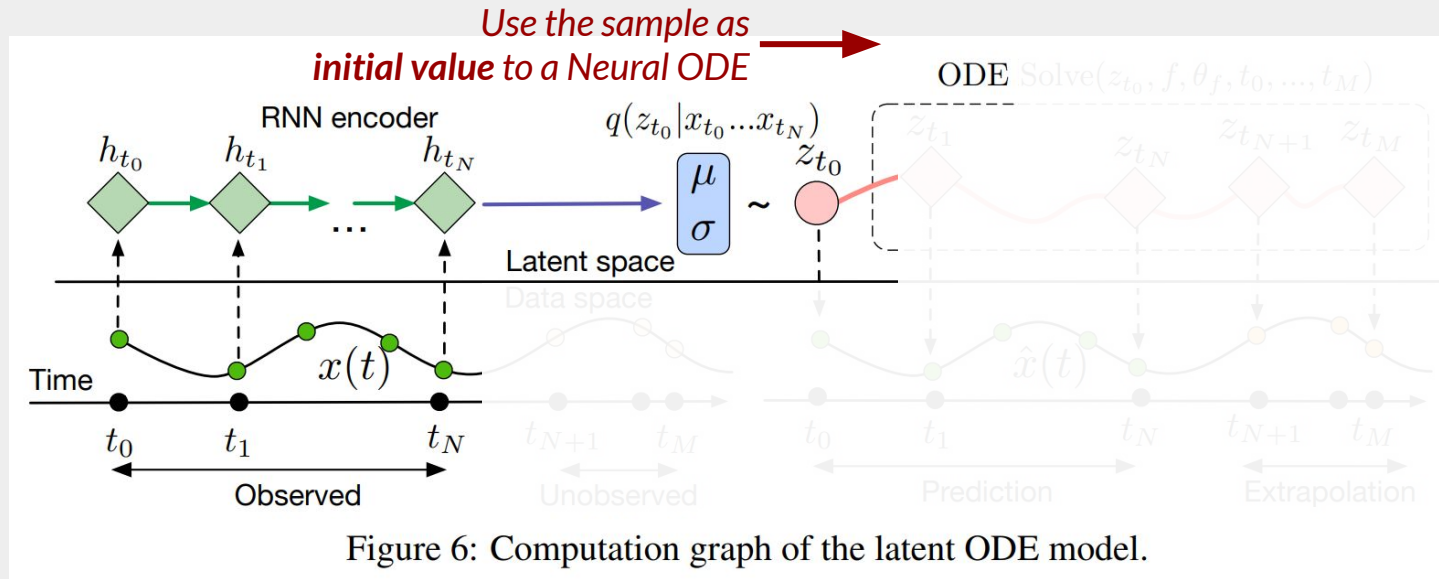 Use the sample as
initial value to a Neural ODE
ODE Solve(z_{t_0}, f, θ_f, t_0, ..., t_M)
RNN encoder
q(z_{t_0}|x_{t_0}...x_{t_N})
h_{t_0} h_{t_1} h_{t_N} z_{t_0} z_{t_1} z_{t_N} z_{t_{N+1}} z_{t_M}
...
μ
~
σ
Latent space
Data space
x(t) x̂(t)
Time
t_0 t_1 t_N t_{N+1} t_M t_0 t_1 t_N t_{N+1} t_M
Observed Unobserved Prediction Extrapolation
Figure 6: Computation graph of the latent ODE model.